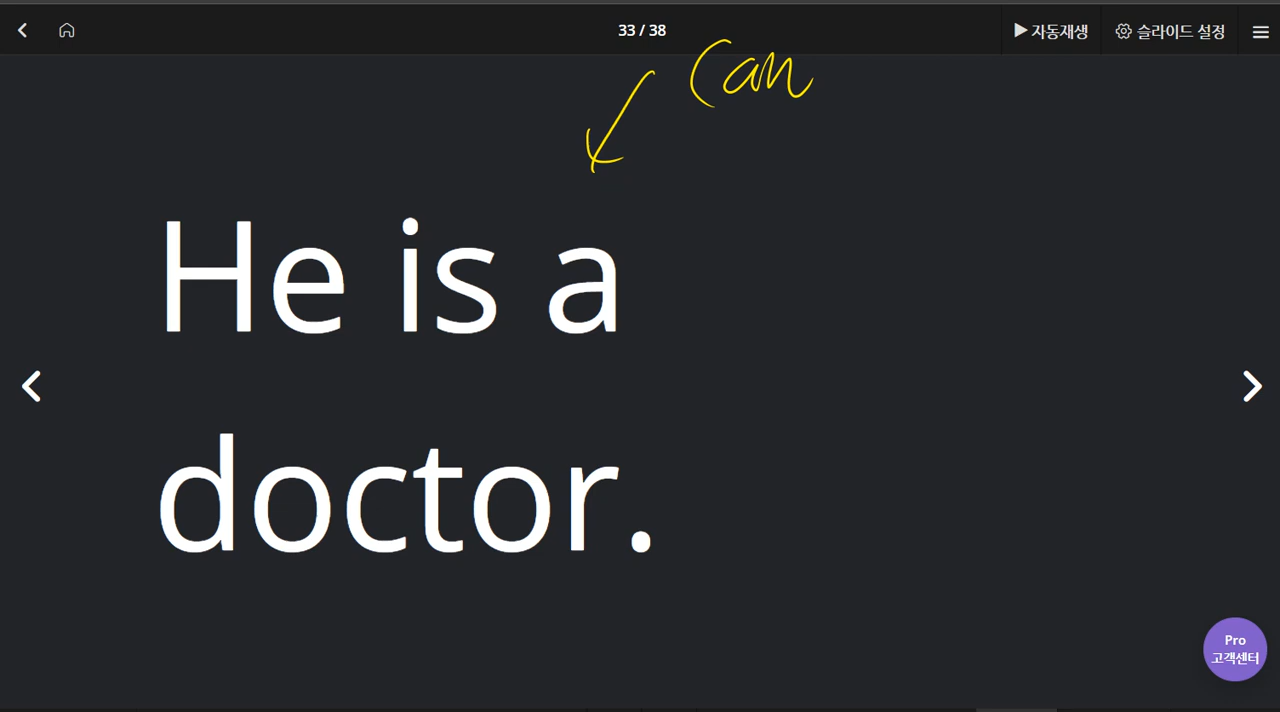 33 / 38
▶ 자동재생
슬라이드 설정
Can
He is a
doctor.
Pro
고객센터